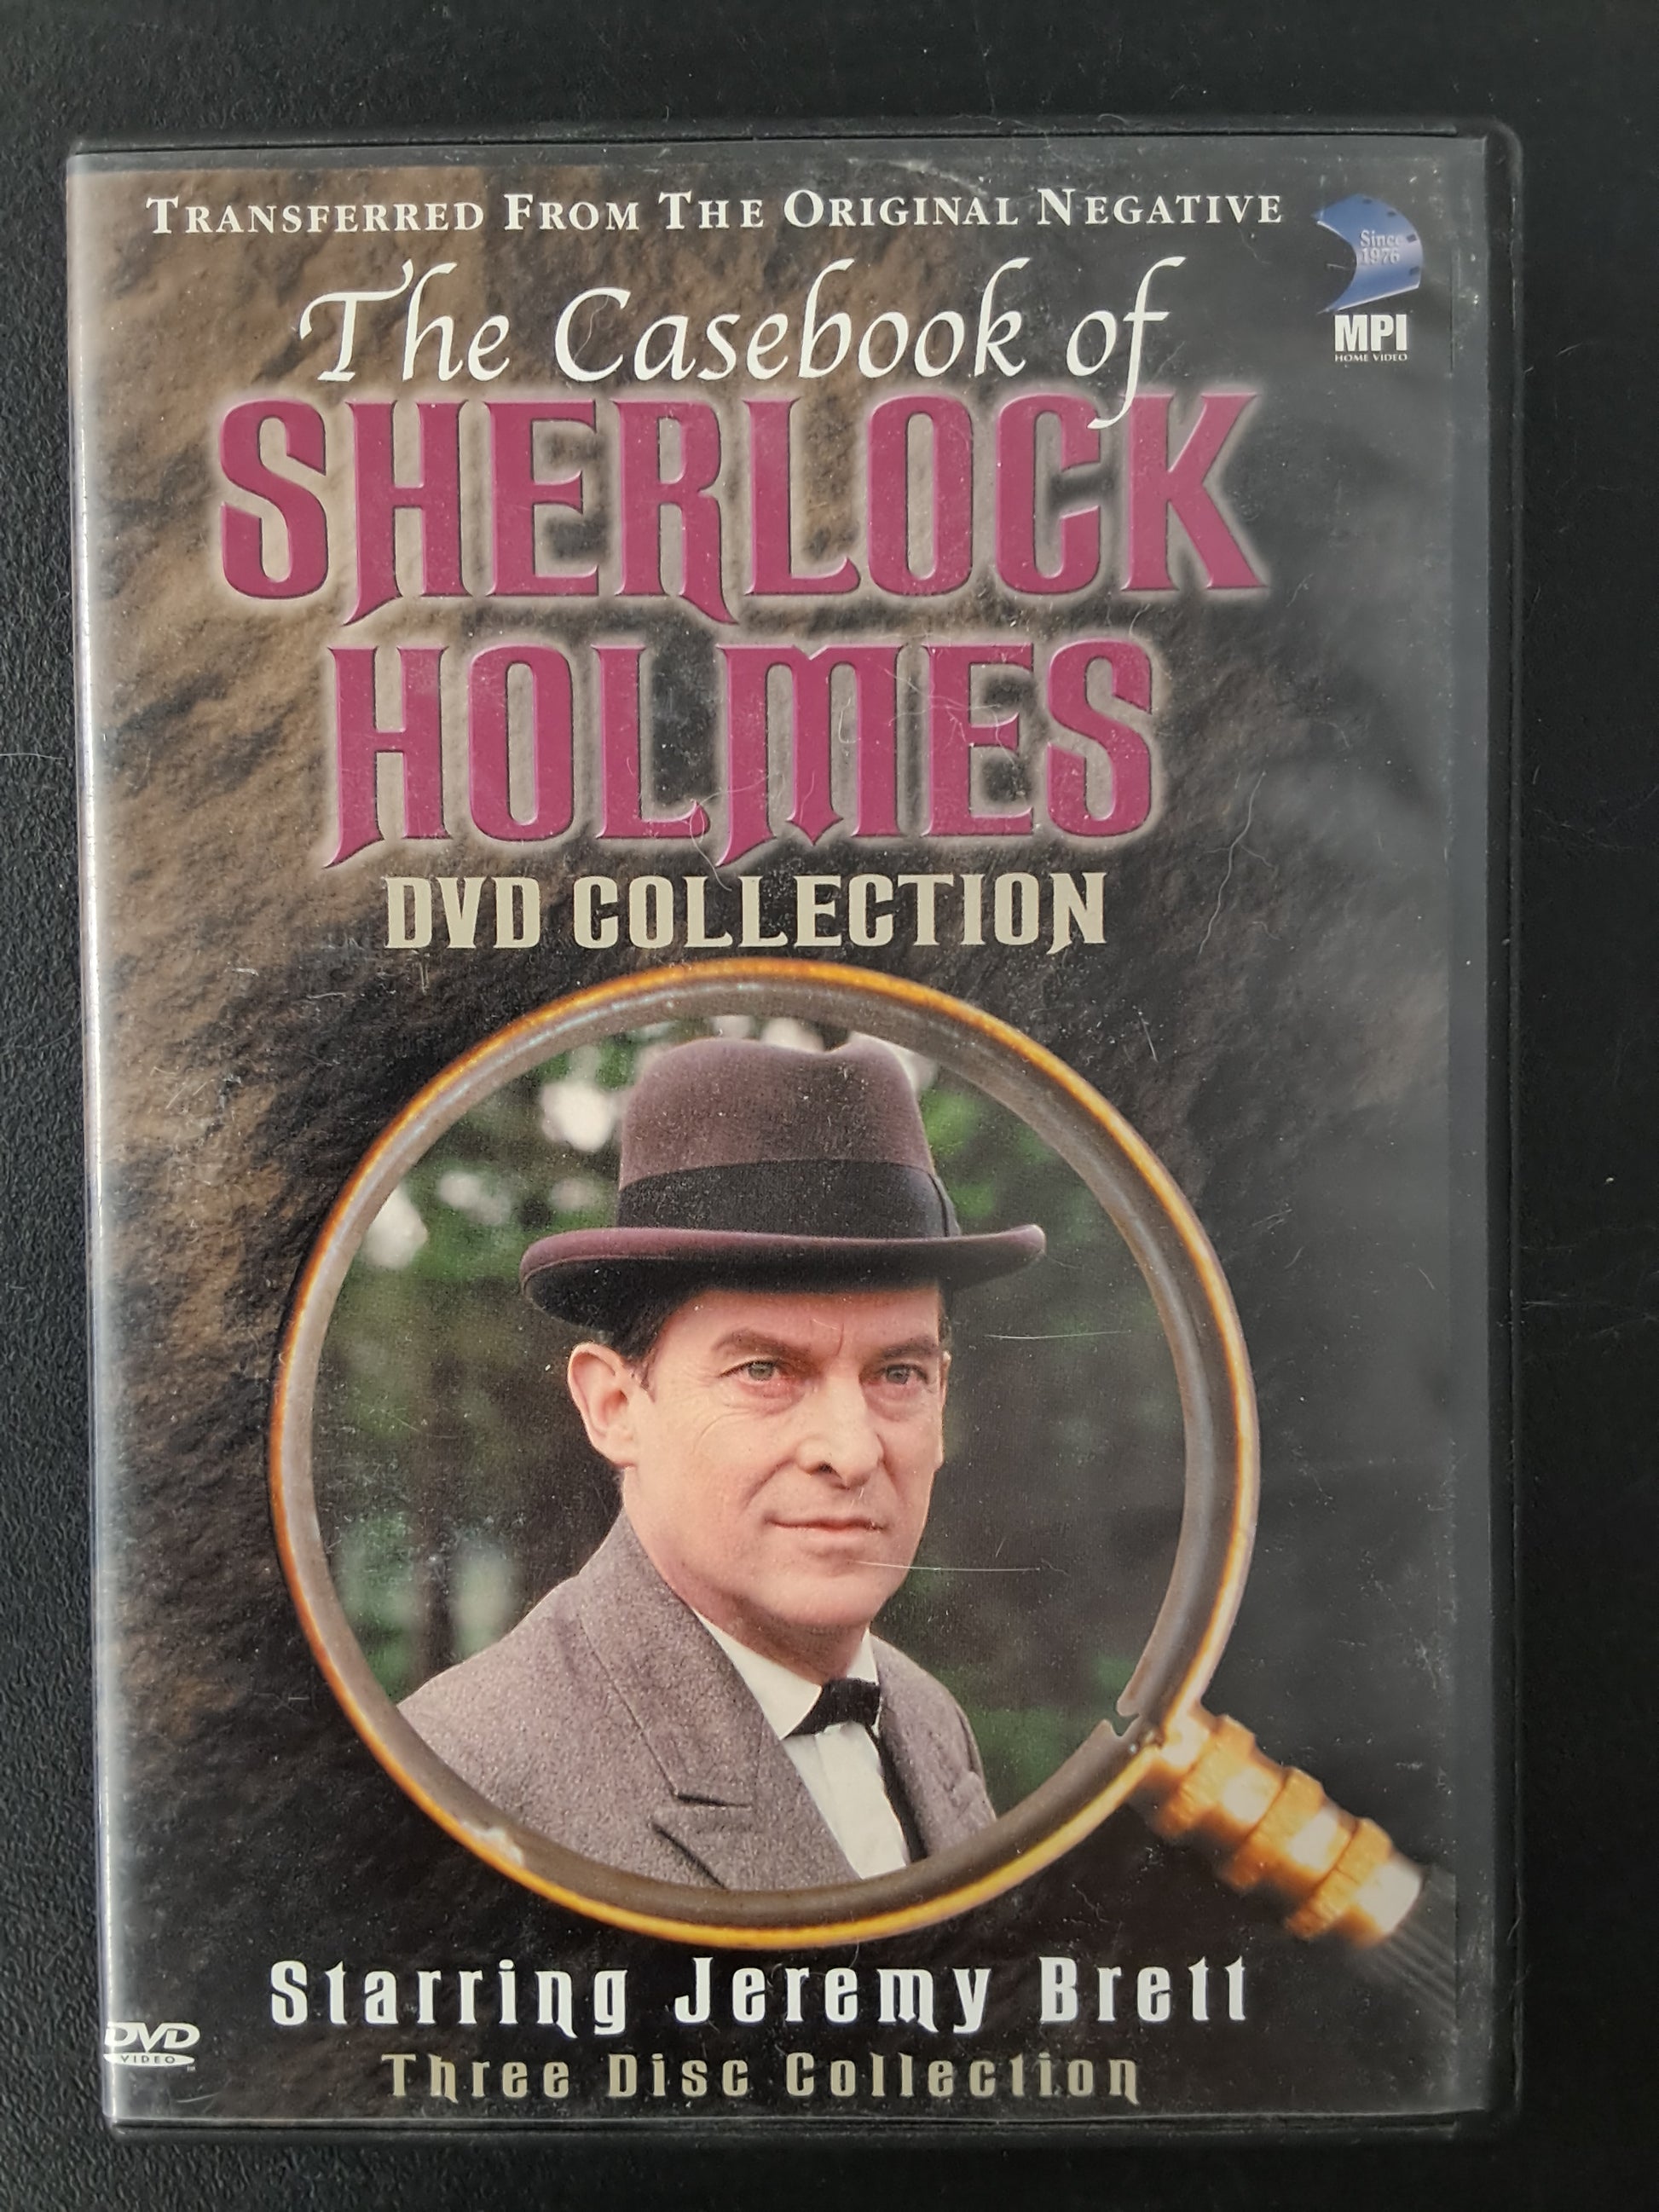 TRANSFERRED FROM THE ORIGINAL NEGATIVE
Since
1976
MPI
HOME VIDEO
The Casebook of
SHERLOCK
HOLMES
DVD COLLECTION
Starring Jeremy Brett
Three Disc Collection
DVD
VIDEO